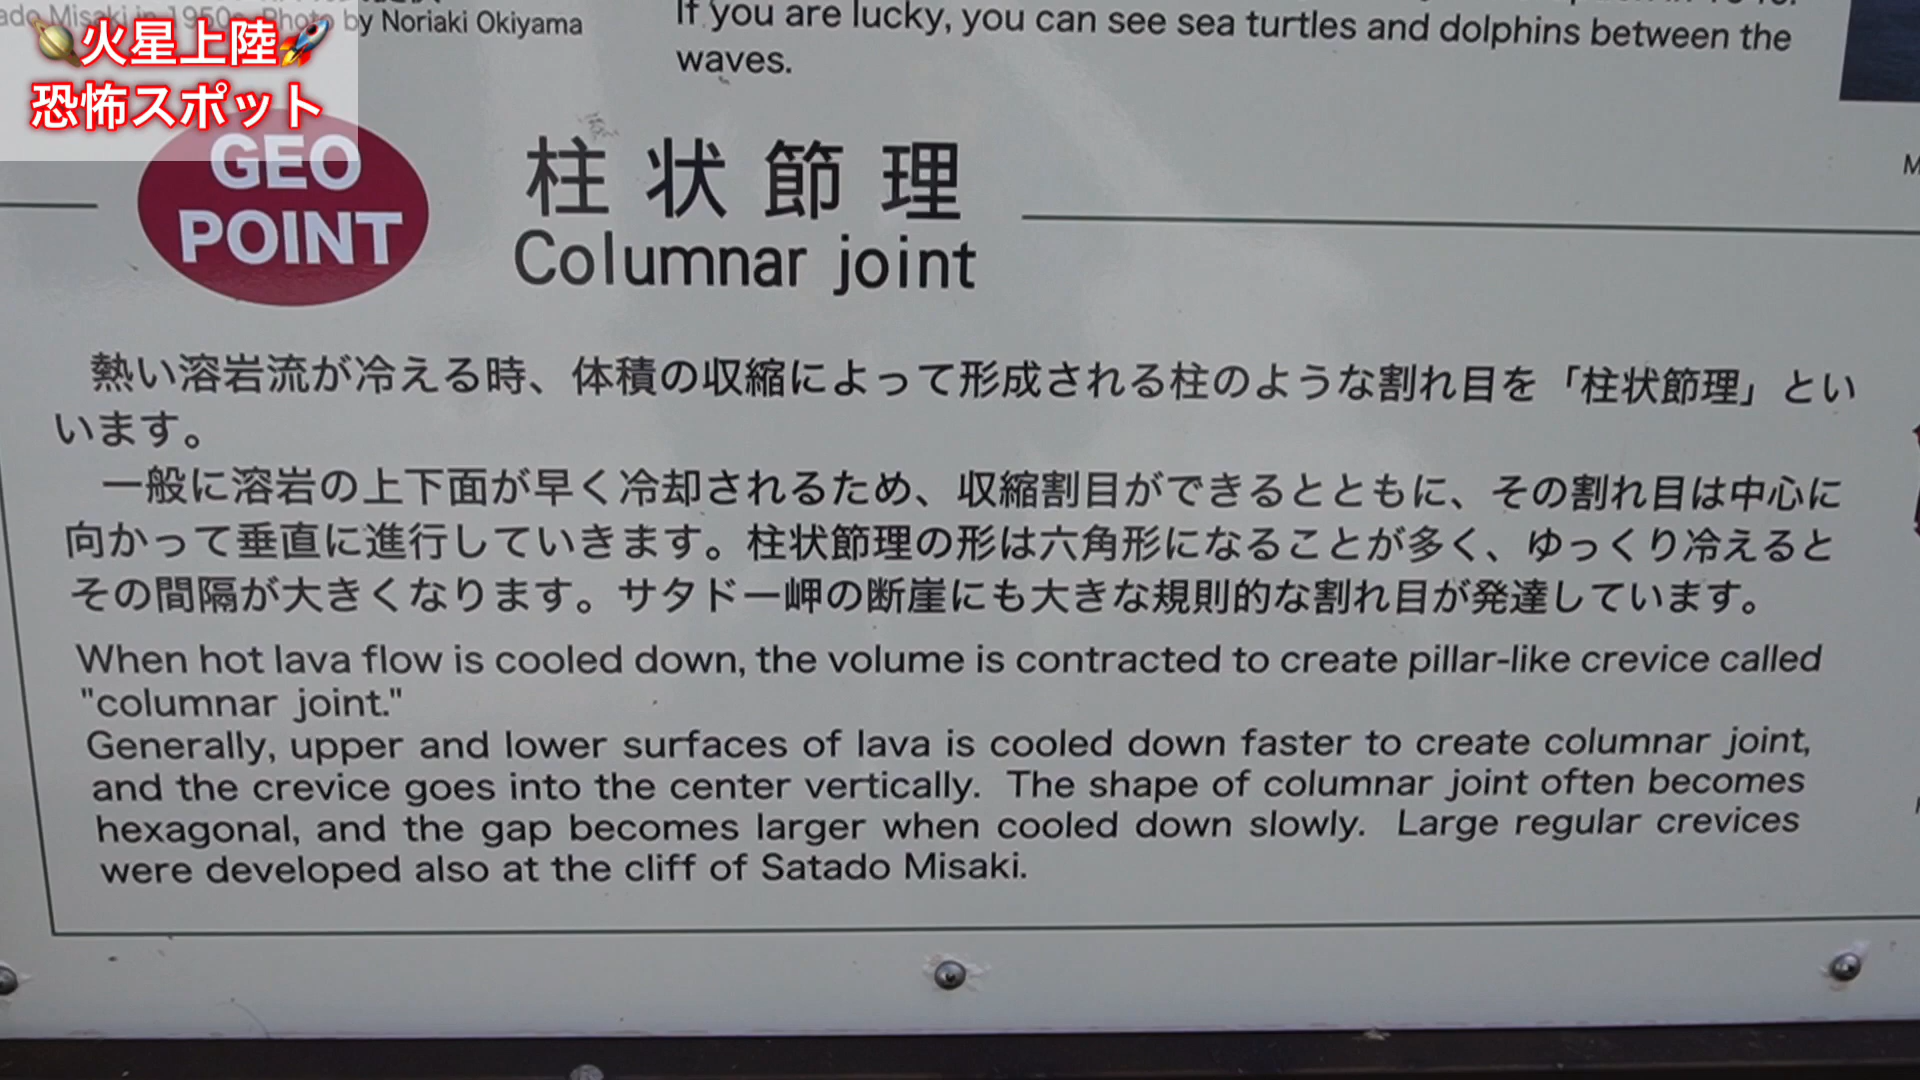 🪐火星上陸🚀
恐怖スポット
Misaki in 1950 Photo by Noriaki Okiyama
If you are lucky, you can see sea turtles and dolphins between the
waves.
GEO
POINT
柱状節理
Columnar joint
熱い溶岩流が冷える時、体積の収縮によって形成される柱のような割れ目を「柱状節理」とい
います。
一般に溶岩の上下面が早く冷却されるため、収縮割目ができるとともに、その割れ目は中心に
向かって垂直に進行していきます。柱状節理の形は六角形になることが多く、ゆっくり冷えると
その間隔が大きくなります。サタドー岬の断崖にも大きな規則的な割れ目が発達しています。
When hot lava flow is cooled down, the volume is contracted to create pillar-like crevice called
"columnar joint."
Generally, upper and lower surfaces of lava is cooled down faster to create columnar joint,
and the crevice goes into the center vertically. The shape of columnar joint often becomes
hexagonal, and the gap becomes larger when cooled down slowly. Large regular crevices
were developed also at the cliff of Satado Misaki.